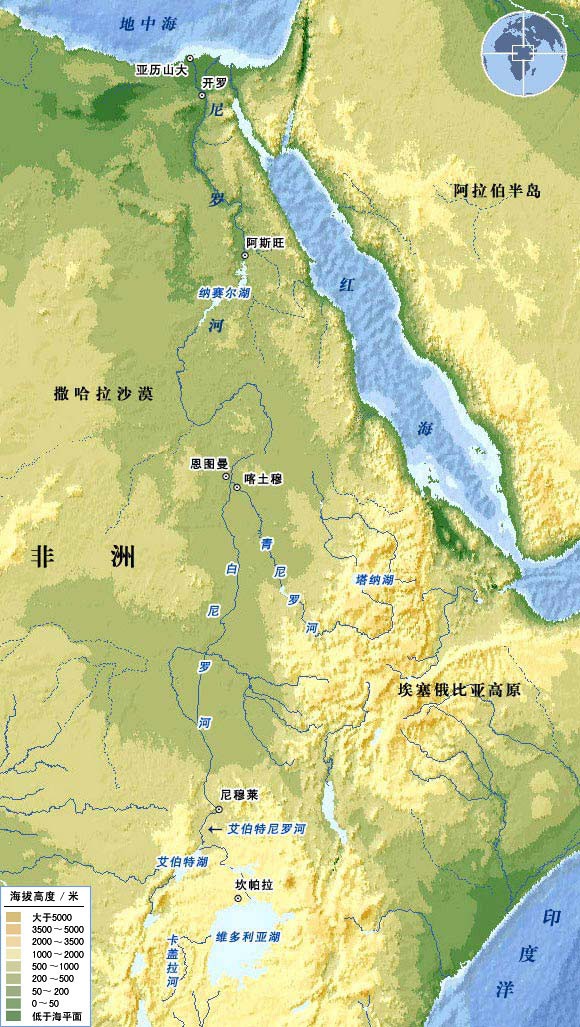 地中海
亚历山大
开罗
尼
罗
河
阿拉伯半岛
阿斯旺
纳赛尔湖
红
海
撒哈拉沙漠
恩图曼
喀土穆
非 洲
青
尼
罗
河
白
尼
罗
河
塔纳湖
埃塞俄比亚高原
尼穆莱
艾伯特尼罗河
艾伯特湖
坎帕拉
维多利亚湖
卡盖拉河
印
度
洋
海拔高度 / 米
大于5000
3500～5000
2000～3500
1000～2000
500～1000
200～500
50～200
0～50
低于海平面